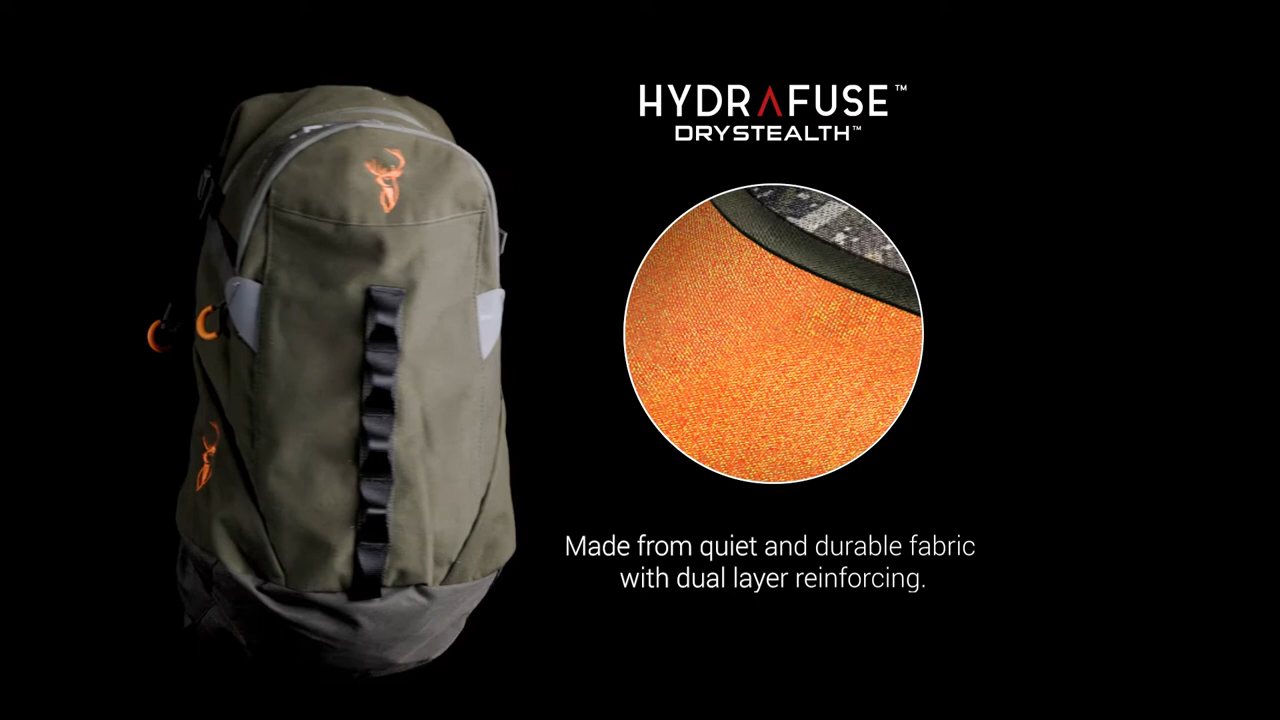 HYDRAFUSE™
DRYSTEALTH™
Made from quiet and durable fabric
with dual layer reinforcing.